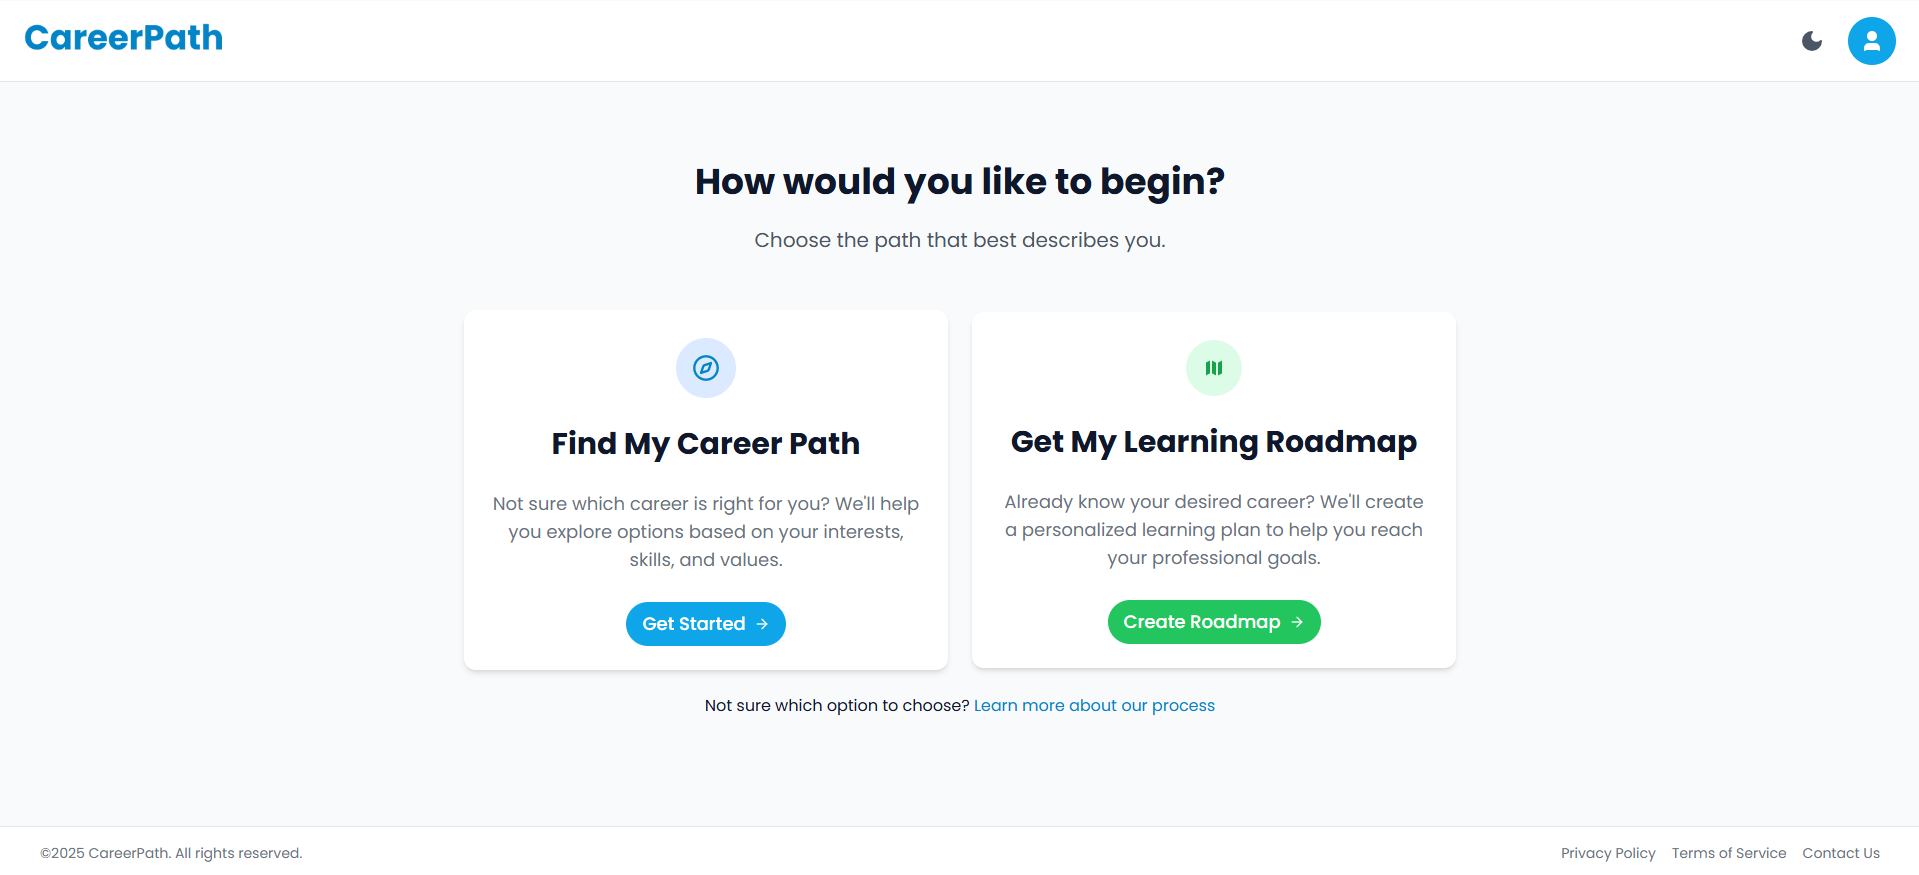 CareerPath
How would you like to begin?
Choose the path that best describes you.
Find My Career Path
Not sure which career is right for you? We'll help
you explore options based on your interests,
skills, and values.
Get Started
Get My Learning Roadmap
Already know your desired career? We'll create
a personalized learning plan to help you reach
your professional goals.
Create Roadmap
Not sure which option to choose? Learn more about our process
©2025 CareerPath. All rights reserved.
Privacy Policy Terms of Service Contact Us